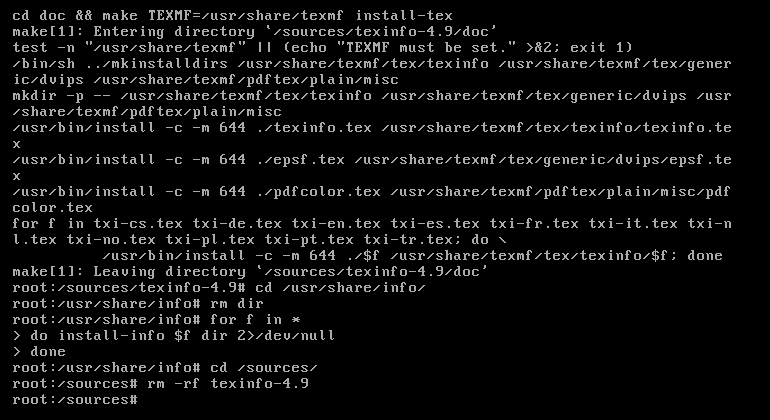 cd doc && make TEXMF=/usr/share/texmf install-tex
make[1]: Entering directory `/sources/texinfo-4.9/doc'
test -n "/usr/share/texmf" || (echo "TEXMF must be set." >&2; exit 1)
/bin/sh ../mkinstalldirs /usr/share/texmf/tex/texinfo /usr/share/texmf/tex/gener
ic/dvips /usr/share/texmf/pdftex/plain/misc
mkdir -p -- /usr/share/texmf/tex/texinfo /usr/share/texmf/tex/generic/dvips /usr
/share/texmf/pdftex/plain/misc
/usr/bin/install -c -m 644 ./texinfo.tex /usr/share/texmf/tex/texinfo/texinfo.te
x
/usr/bin/install -c -m 644 ./epsf.tex /usr/share/texmf/tex/generic/dvips/epsf.te
x
/usr/bin/install -c -m 644 ./pdfcolor.tex /usr/share/texmf/pdftex/plain/misc/pdf
color.tex
for f in txi-cs.tex txi-de.tex txi-en.tex txi-es.tex txi-fr.tex txi-it.tex txi-n
l.tex txi-no.tex txi-pl.tex txi-pt.tex txi-tr.tex; do \
          /usr/bin/install -c -m 644 ./$f /usr/share/texmf/tex/texinfo/$f; done
make[1]: Leaving directory `/sources/texinfo-4.9/doc'
root:/sources/texinfo-4.9# cd /usr/share/info/
root:/usr/share/info# rm dir
root:/usr/share/info# for f in *
> do install-info $f dir 2>/dev/null
> done
root:/usr/share/info# cd /sources/
root:/sources# rm -rf texinfo-4.9
root:/sources#